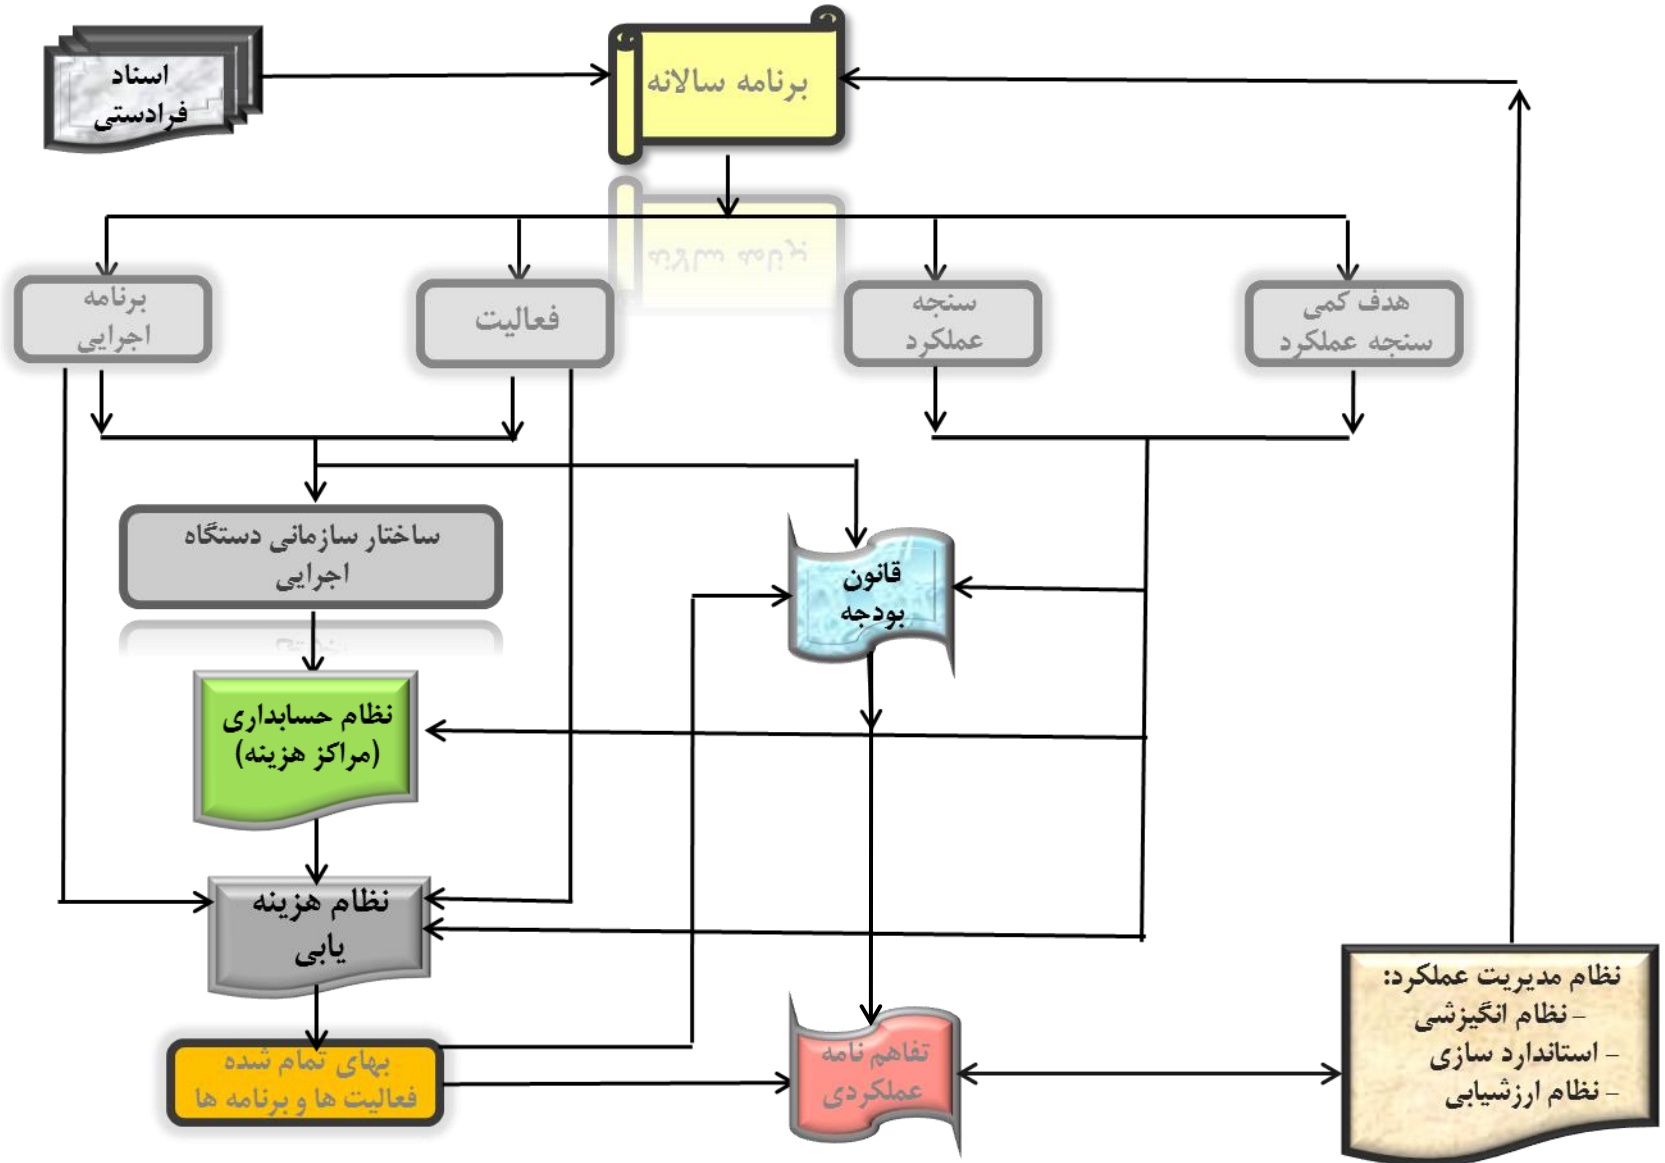 اسناد
فرادستی
برنامه سالانه
برنامه
اجرایی
فعالیت
سنجه
عملکرد
هدف کمی
سنجه عملکرد
ساختار سازمانی دستگاه
اجرایی
قانون
بودجه
نظام حسابداری
(مراکز هزینه)
نظام هزینه
یابی
بهای تمام شده
فعالیت ها و برنامه ها
تفاهم نامه
عملکردی
نظام مدیریت عملکرد:
- نظام انگیزشی
- استاندارد سازی
- نظام ارزشیابی